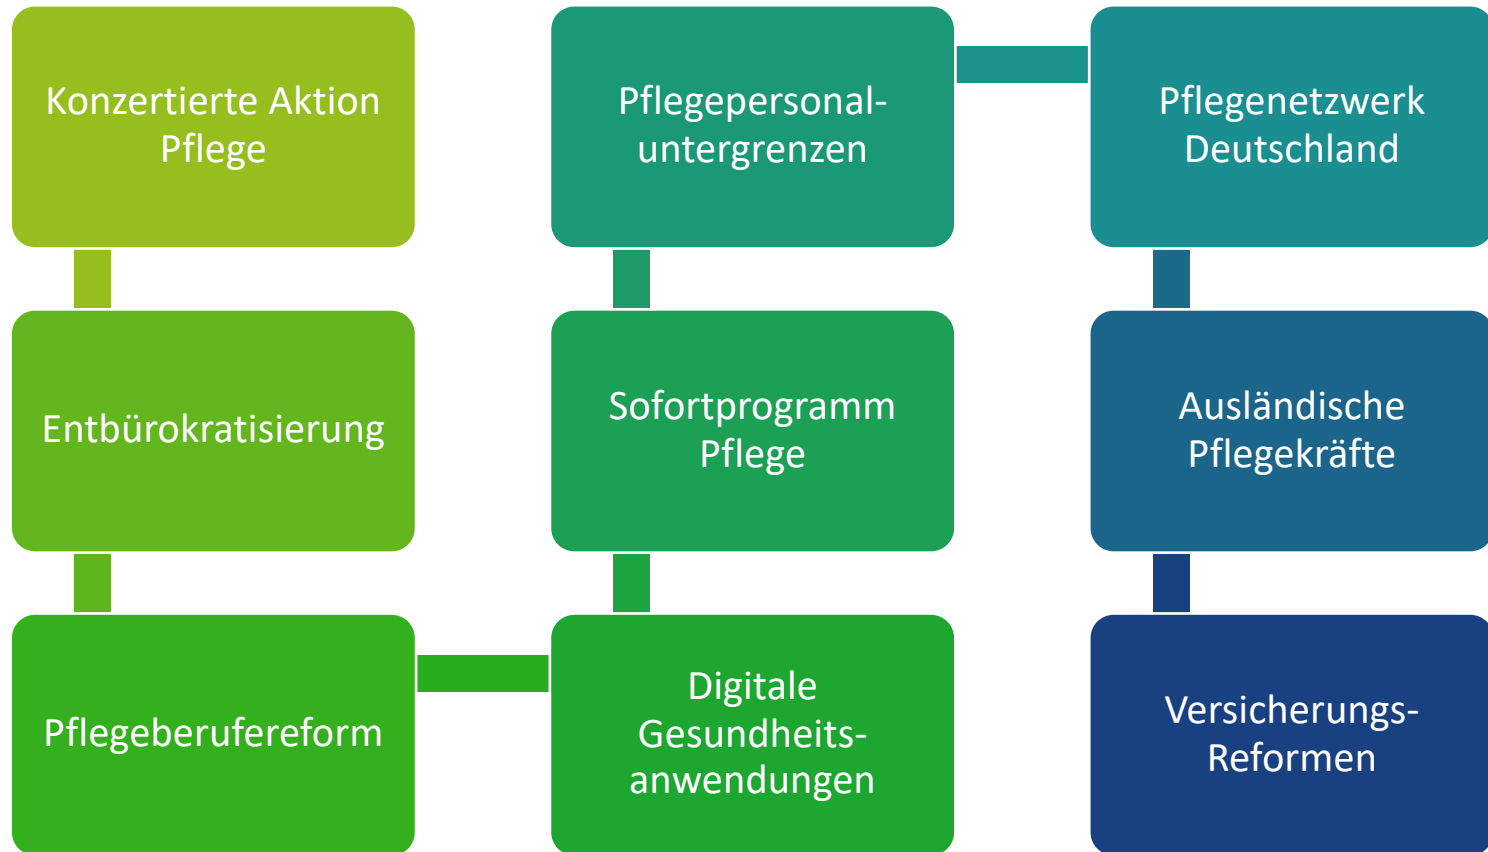 Konzertierte Aktion
Pflege
Entbürokratisierung
Pflegeberufereform
Digitale
Gesundheits-
anwendungen
Sofortprogramm
Pflege
Pflegepersonal-
untergrenzen
Pflegenetzwerk
Deutschland
Ausländische
Pflegekräfte
Versicherungs-
Reformen